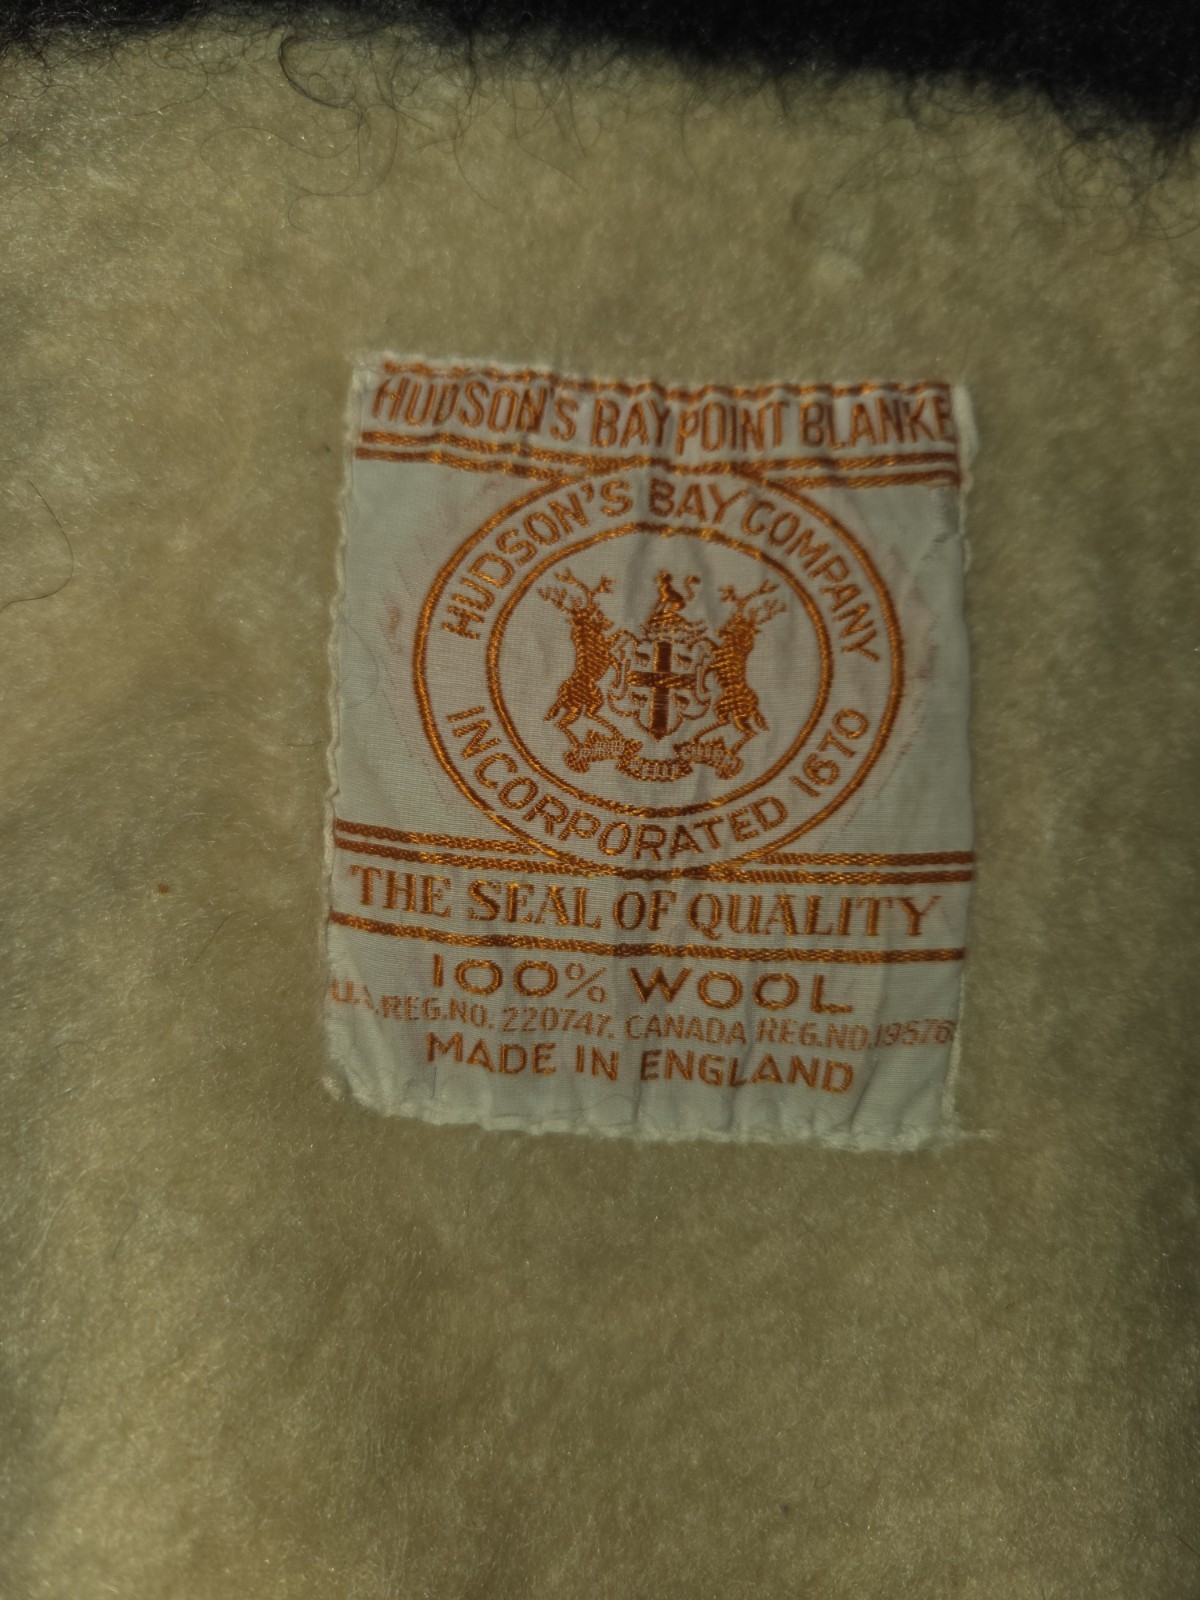 HUDSON'S BAY POINT BLANKE
HUDSON'S BAY COMPANY
INCORPORATED 1670
THE SEAL OF QUALITY
100% WOOL
REG.NO. 220747. CANADA REG.NO.
MADE IN ENGLAND